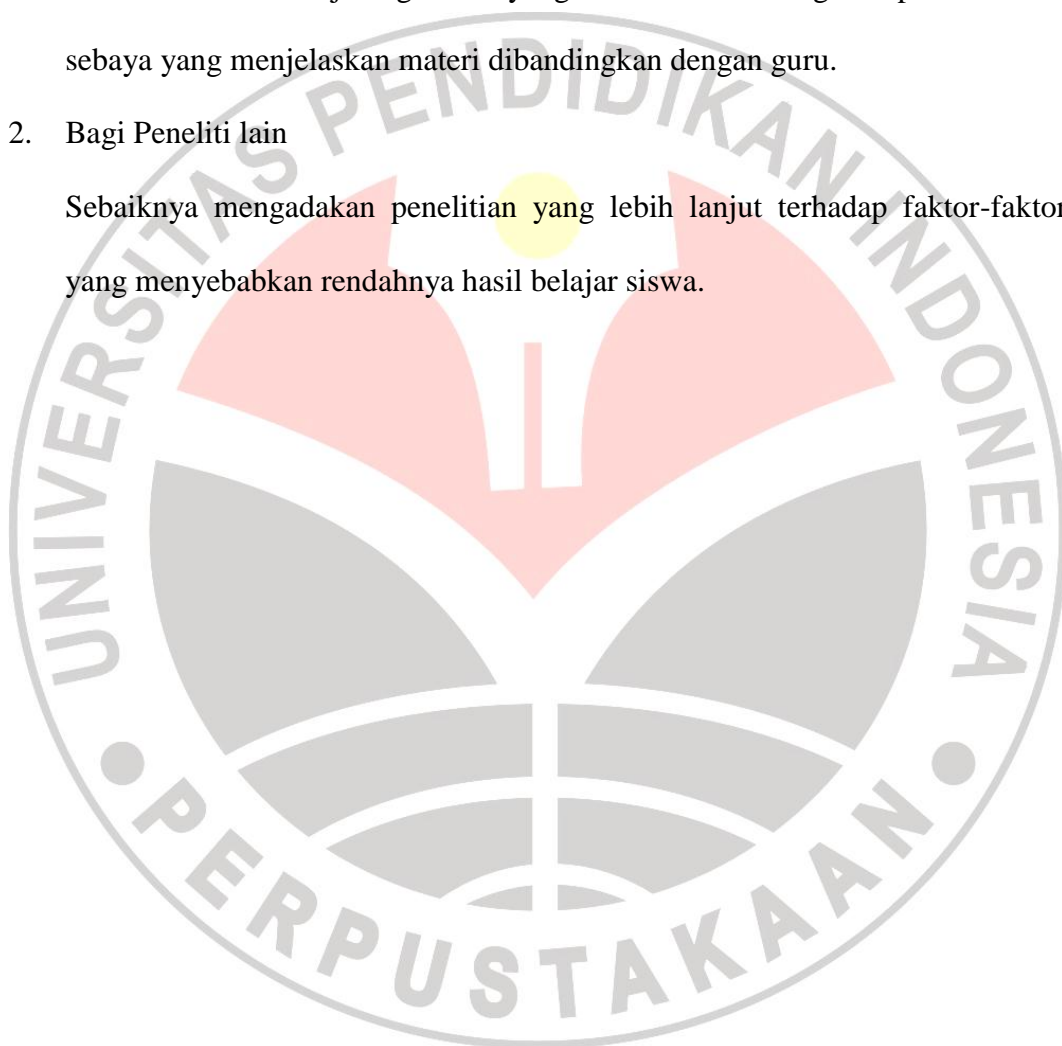 sebaya yang menjelaskan materi dibandingkan dengan guru.
2. Bagi Peneliti lain
Sebaiknya mengadakan penelitian yang lebih lanjut terhadap faktor-faktor
yang menyebabkan rendahnya hasil belajar siswa.
UNIVERSITAS PENDIDIKAN INDONESIA
PERPUSTAKAAN